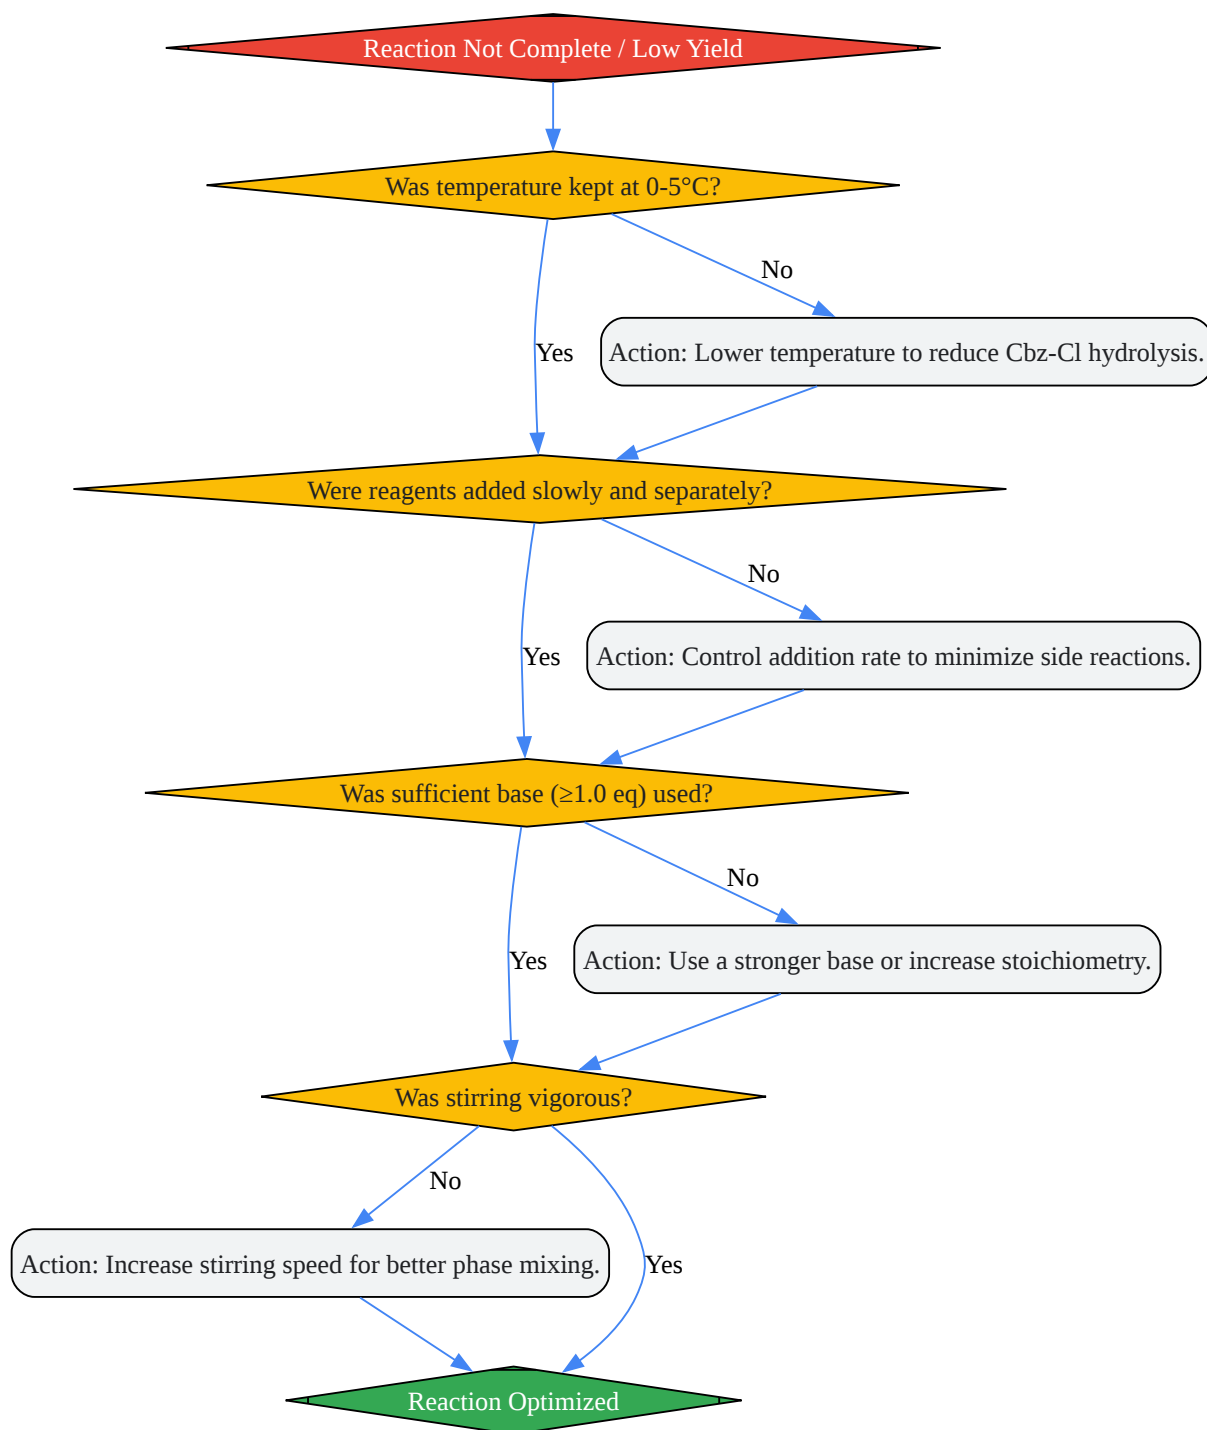 Reaction Not Complete / Low Yield
Was temperature kept at 0-5°C?
No
Yes
Action: Lower temperature to reduce Cbz-Cl hydrolysis.
Were reagents added slowly and separately?
No
Yes
Action: Control addition rate to minimize side reactions.
Was sufficient base (≥1.0 eq) used?
No
Yes
Action: Use a stronger base or increase stoichiometry.
Was stirring vigorous?
No
Action: Increase stirring speed for better phase mixing.
Yes
Reaction Optimized